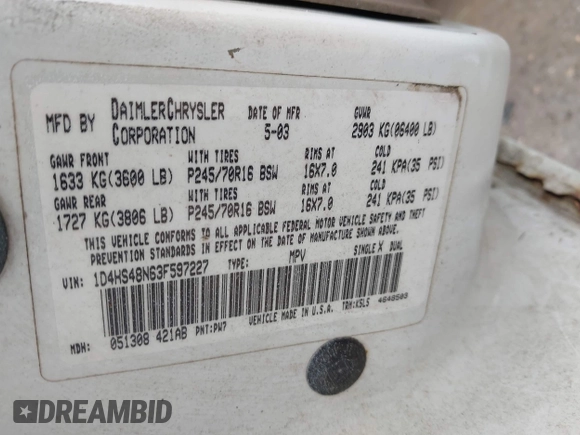 MFD BY DAIMLERCHRYSLER CORPORATION DATE OF MFR 5-03 GVWR 2903 KG(06400 LB)
GAWR FRONT WITH TIRES RIMS AT COLD
1633 KG(3600 LB) P245/70R16 BSW 16X7.0 241 KPA(35 PSI)
GAWR REAR WITH TIRES RIMS AT COLD
1727 KG(3806 LB) P245/70R16 BSW 16X7.0 241 KPA(35 PSI)
THIS VEHICLE CONFORMS TO ALL APPLICABLE FEDERAL MOTOR VEHICLE SAFETY AND THEFT
PREVENTION STANDARDS IN EFFECT ON THE DATE OF MANUFACTURE SHOWN ABOVE.
VIN: 1D4HS48N63F597227 TYPE: MPV SINGLE X DUAL
MDH: 051308 421AB PNT:PW7 VEHICLE MADE IN U.S.A. TRM:KSLS 4648503
DREAMBID